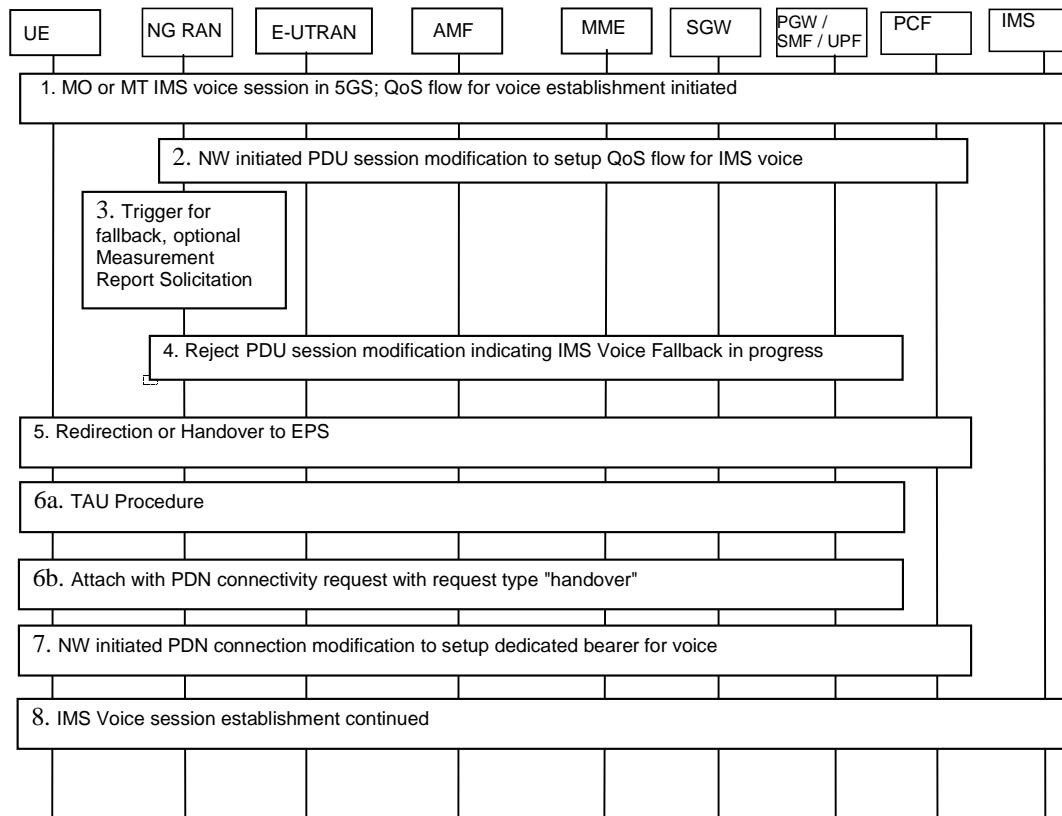 UE
NG RAN
E-UTRAN
AMF
MME
SGW
PGW /
SMF / UPF
PCF
IMS
1. MO or MT IMS voice session in 5GS; QoS flow for voice establishment initiated
2. NW initiated PDU session modification to setup QoS flow for IMS voice
3. Trigger for
fallback, optional
Measurement
Report Solicitation
4. Reject PDU session modification indicating IMS Voice Fallback in progress
5. Redirection or Handover to EPS
6a. TAU Procedure
6b. Attach with PDN connectivity request with request type "handover"
7. NW initiated PDN connection modification to setup dedicated bearer for voice
8. IMS Voice session establishment continued